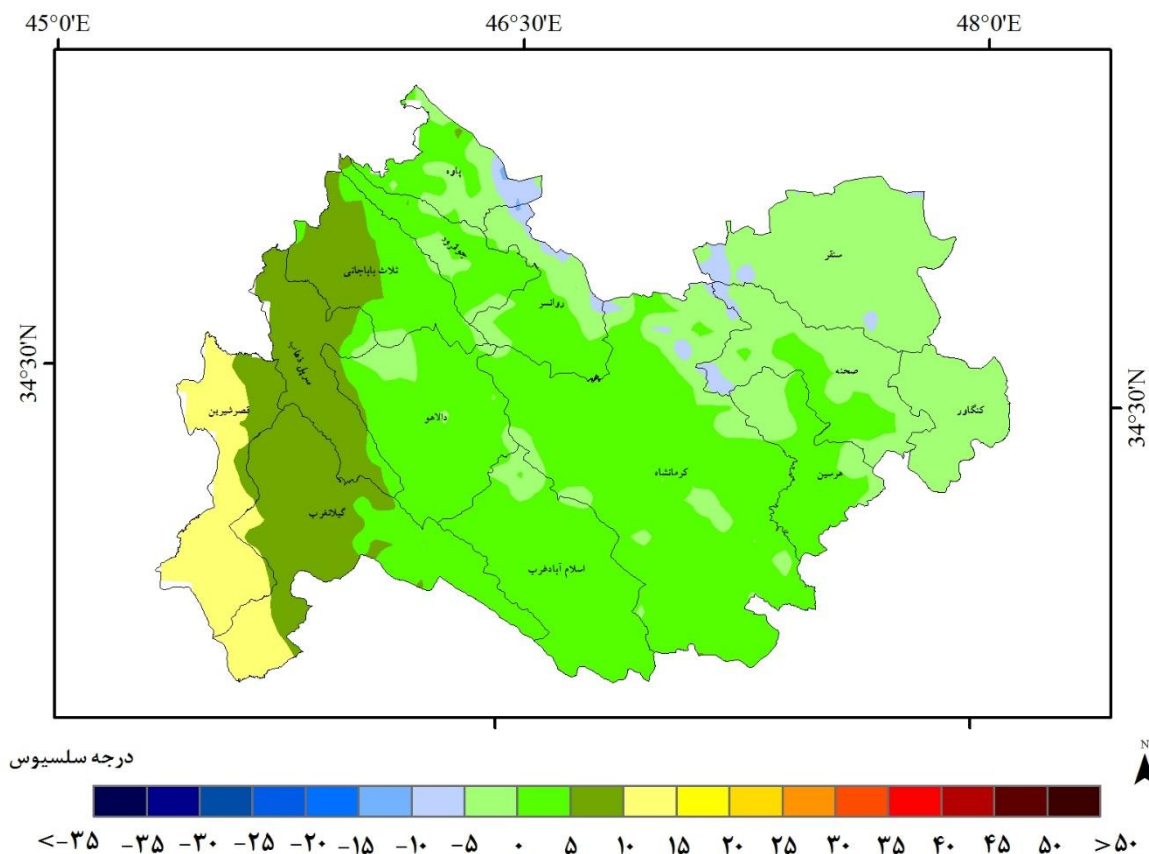 45°0'E 46°30'E 48°0'E
پاوه
سنقر
جوانرود
ثلاث باباجانی
روانسر
34°30'N
سرپل ذهاب
صحنه
34°30'N
قصرشیرین
دالاهو
کنگاور
کرمانشاه
هرسین
گیلانغرب
اسلام آبادغرب
درجه سلسیوس
N
<-۳۵ -۳۵ -۳۰ -۲۵ -۲۰ -۱۵ -۱۰ -۵ ۰ ۵ ۱۰ ۱۵ ۲۰ ۲۵ ۳۰ ۳۵ ۴۰ ۴۵ ۵۰ >۵۰